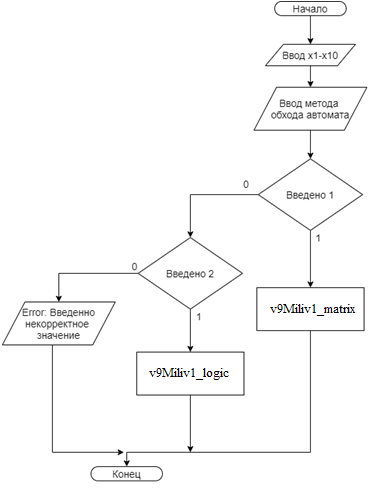 Начало
Ввод x1-x10
Ввод метода
обхода автомата
Введено 1
0
1
Введено 2
0
1
v9Miliv1_matrix
Error: Введенно
некорректное
значение
v9Miliv1_logic
Конец